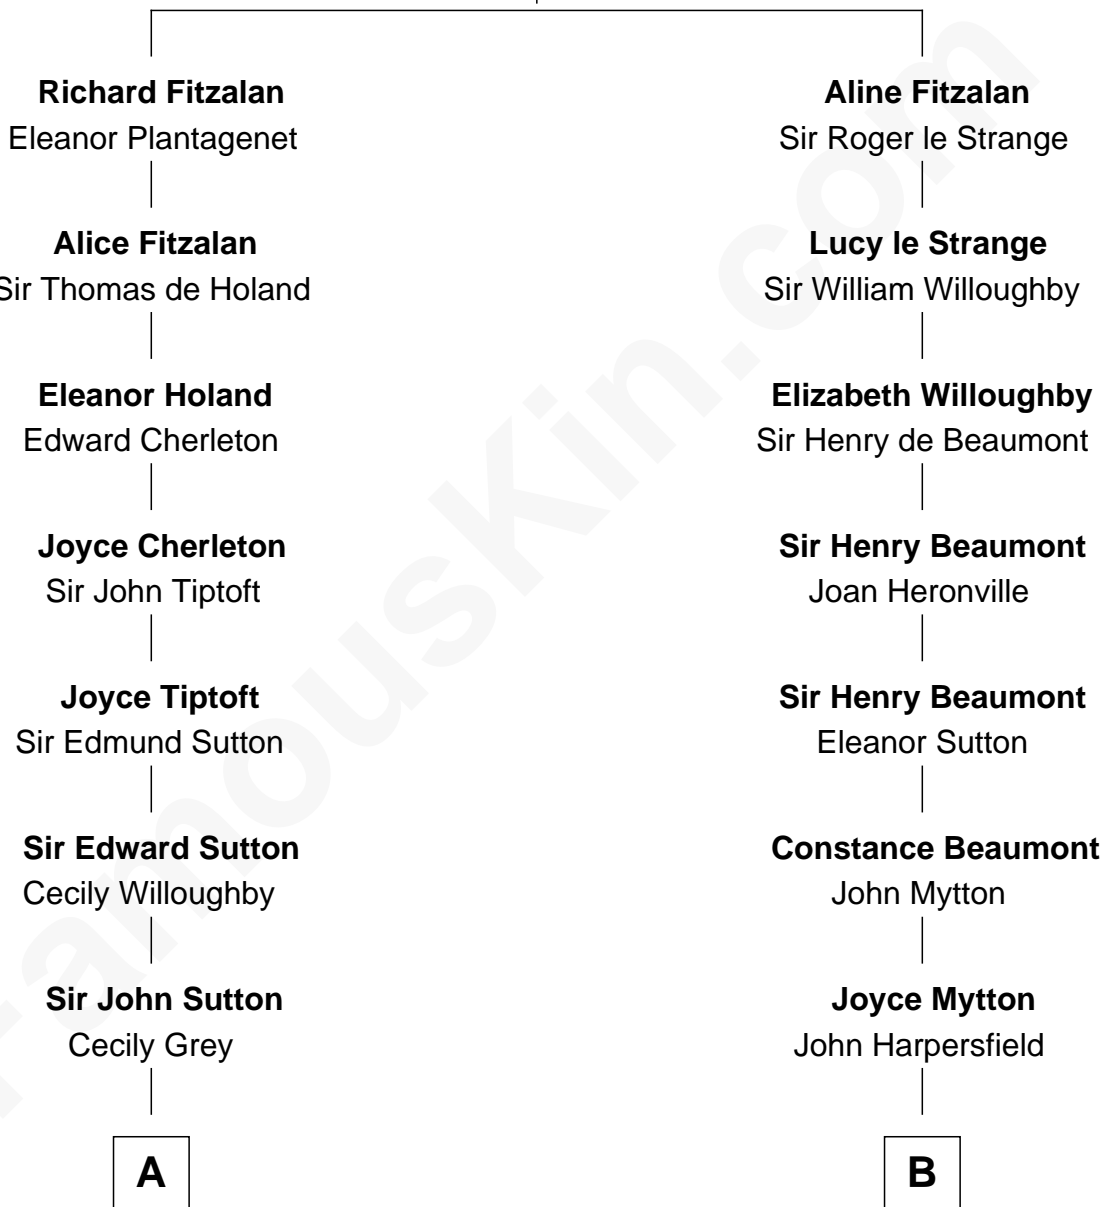 Richard Fitzalan
Eleanor Plantagenet
Alice Fitzalan
Sir Thomas de Holand
Eleanor Holand
Edward Cherleton
Joyce Cherleton
Sir John Tiptoft
Joyce Tiptoft
Sir Edmund Sutton
Sir Edward Sutton
Cecily Willoughby
Sir John Sutton
Cecily Grey
A
Aline Fitzalan
Sir Roger le Strange
Lucy le Strange
Sir William Willoughby
Elizabeth Willoughby
Sir Henry de Beaumont
Sir Henry Beaumont
Joan Heronville
Sir Henry Beaumont
Eleanor Sutton
Constance Beaumont
John Mytton
Joyce Mytton
John Harpersfield
B
FamousKin.com